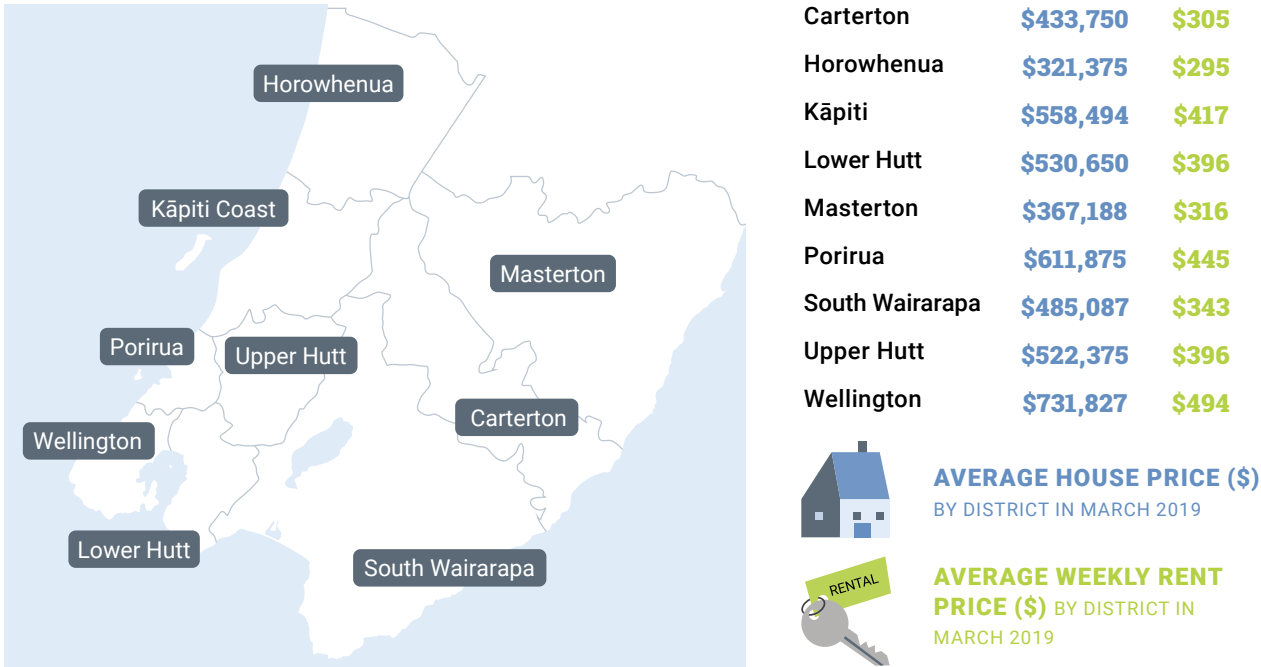 Horowhenua
Kāpiti Coast
Masterton
Porirua
Upper Hutt
Carterton
Wellington
Lower Hutt
South Wairarapa
Carterton $433,750 $305
Horowhenua $321,375 $295
Kāpiti $558,494 $417
Lower Hutt $530,650 $396
Masterton $367,188 $316
Porirua $611,875 $445
South Wairarapa $485,087 $343
Upper Hutt $522,375 $396
Wellington $731,827 $494
AVERAGE HOUSE PRICE ($)
BY DISTRICT IN MARCH 2019
RENTAL
AVERAGE WEEKLY RENT
PRICE ($) BY DISTRICT IN
MARCH 2019